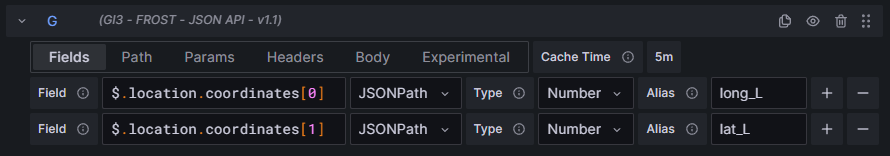 G (GI3 - FROST - JSON API - v1.1)
Fields Path Params Headers Body Experimental Cache Time 5m
Field $.location.coordinates[0] JSONPath Type Number Alias long_L
Field $.location.coordinates[1] JSONPath Type Number Alias lat_L